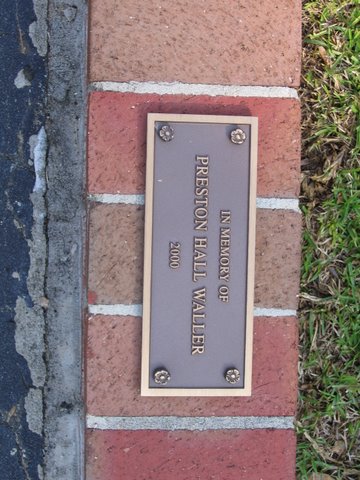 IN MEMORY OF
PRESTON HALL WALLER
2000